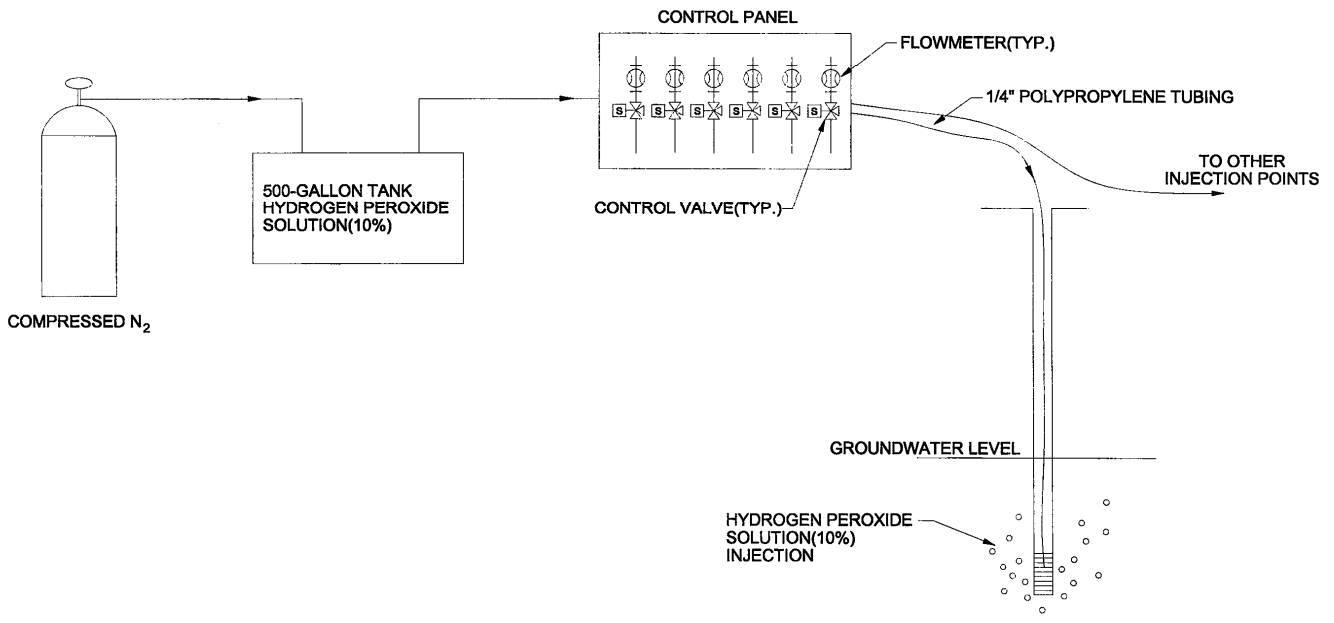 CONTROL PANEL
FLOWMETER(TYP.)
1/4" POLYPROPYLENE TUBING
TO OTHER
INJECTION POINTS
S S S S S S
500-GALLON TANK
HYDROGEN PEROXIDE
SOLUTION(10%)
CONTROL VALVE(TYP.)
COMPRESSED N2
GROUNDWATER LEVEL
HYDROGEN PEROXIDE
SOLUTION(10%)
INJECTION